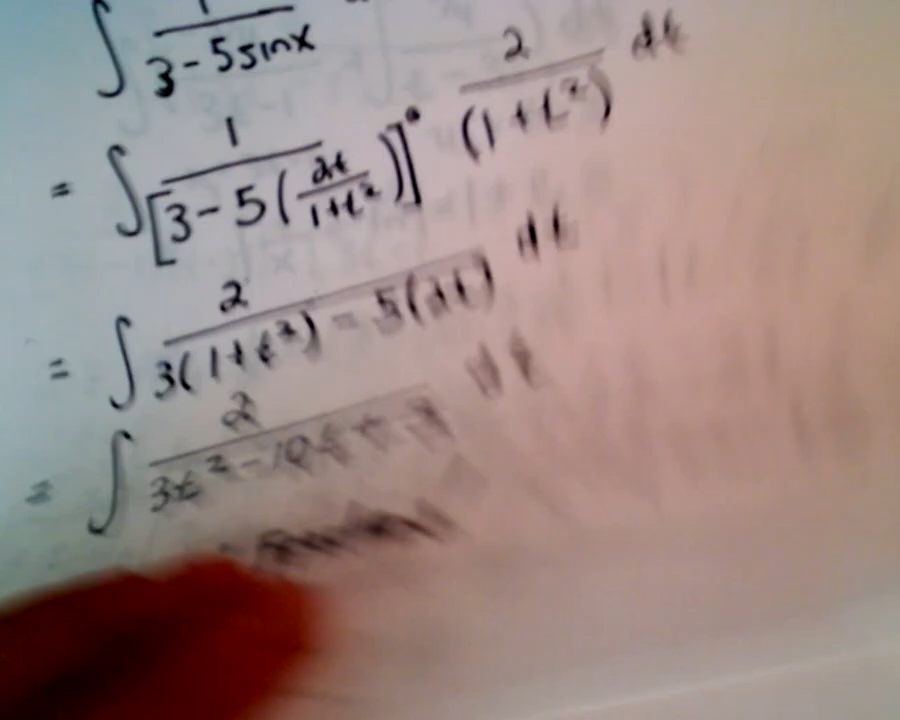 ∫ 1/(3-5sinx)
= ∫ 1/[3-5(2t/(1+t²))] • 2/(1+t²) dt
= ∫ 2/(3(1+t²) - 5(2t)) dt
= ∫ 2/(3t²-10t+3) dt